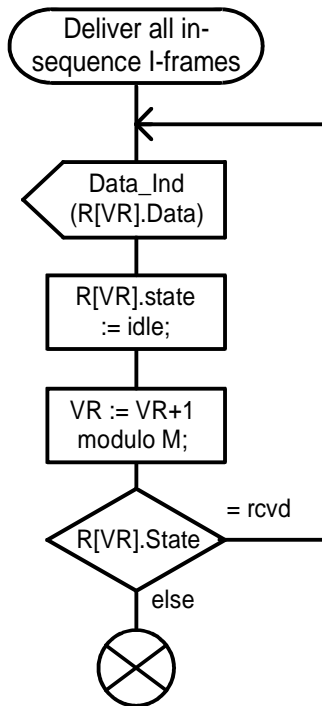 Deliver all in-
sequence I-frames
Data_Ind
(R[VR].Data)
R[VR].state
:= idle;
VR := VR+1
modulo M;
R[VR].State
= rcvd
else